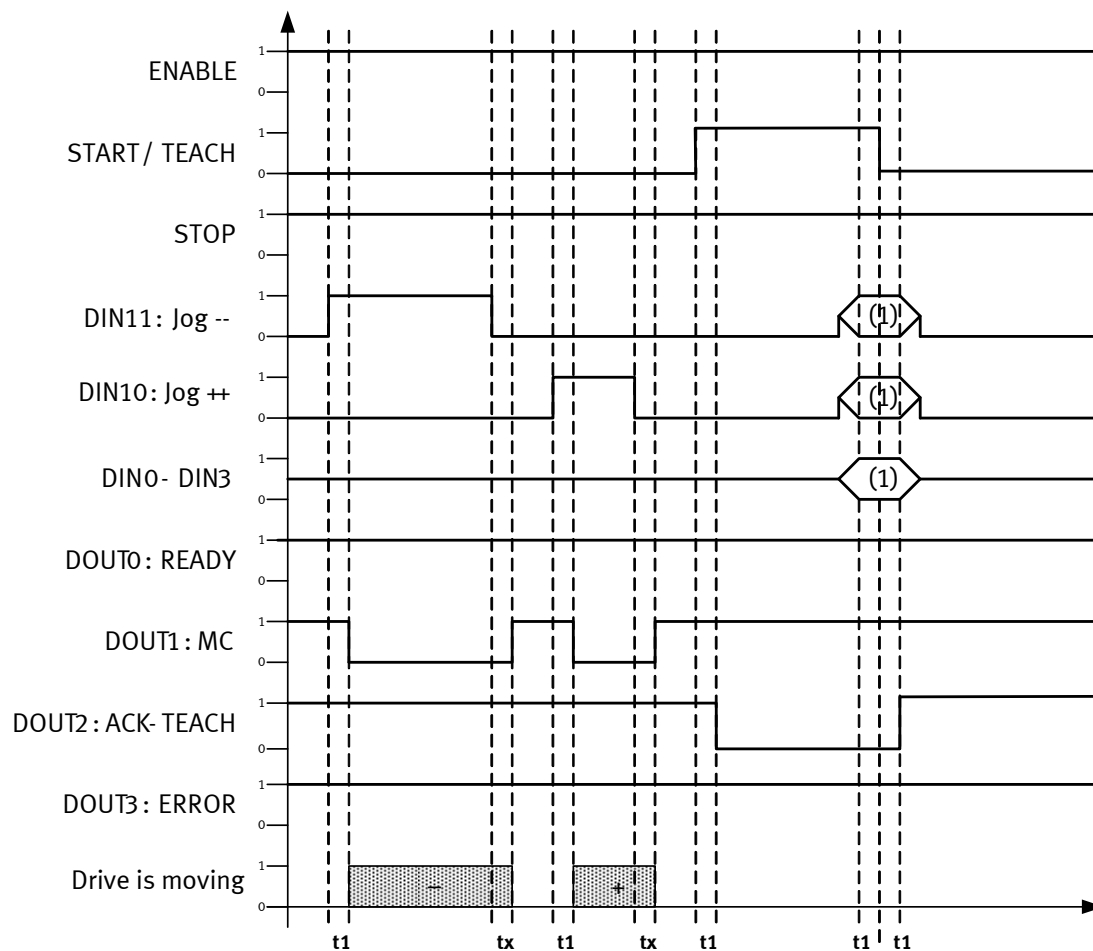 1
ENABLE
0
1
START / TEACH
0
1
STOP
0
1
DIN11: Jog --
(1)
0
1
DIN10: Jog ++
(1)
0
1
DIN0- DIN3
(1)
0
1
DOUT0: READY
0
1
DOUT1: MC
0
1
DOUT2: ACK- TEACH
0
1
DOUT3: ERROR
0
1
Drive is moving
– +
0
t1 tx t1 tx t1 t1 t1